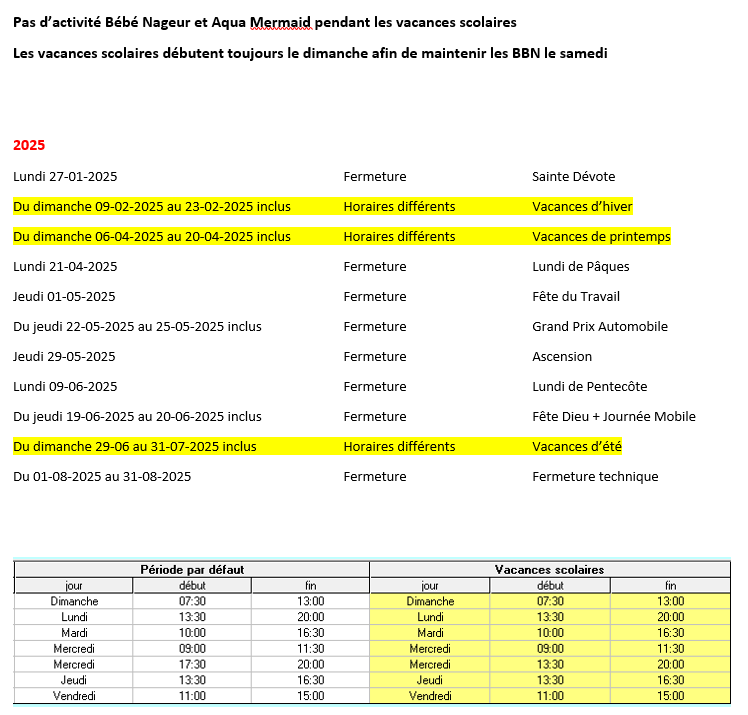 Pas d’activité Bébé Nageur et Aqua Mermaid pendant les vacances scolaires
Les vacances scolaires débutent toujours le dimanche afin de maintenir les BBN le samedi
2025
Lundi 27-01-2025 Fermeture Sainte Dévote
Du dimanche 09-02-2025 au 23-02-2025 inclus Horaires différents Vacances d’hiver
Du dimanche 06-04-2025 au 20-04-2025 inclus Horaires différents Vacances de printemps
Lundi 21-04-2025 Fermeture Lundi de Pâques
Jeudi 01-05-2025 Fermeture Fête du Travail
Du jeudi 22-05-2025 au 25-05-2025 inclus Fermeture Grand Prix Automobile
Jeudi 29-05-2025 Fermeture Ascension
Lundi 09-06-2025 Fermeture Lundi de Pentecôte
Du jeudi 19-06-2025 au 20-06-2025 inclus Fermeture Fête Dieu + Journée Mobile
Du dimanche 29-06 au 31-07-2025 inclus Horaires différents Vacances d’été
Du 01-08-2025 au 31-08-2025 Fermeture Fermeture technique
Période par défaut Vacances scolaires
jour début fin jour début fin
Dimanche 07:30 13:00 Dimanche 07:30 13:00
Lundi 13:30 20:00 Lundi 13:30 20:00
Mardi 10:00 16:30 Mardi 10:00 16:30
Mercredi 09:00 11:30 Mercredi 09:00 11:30
Mercredi 17:30 20:00 Mercredi 13:30 20:00
Jeudi 13:30 16:30 Jeudi 13:30 16:30
Vendredi 11:00 15:00 Vendredi 11:00 15:00